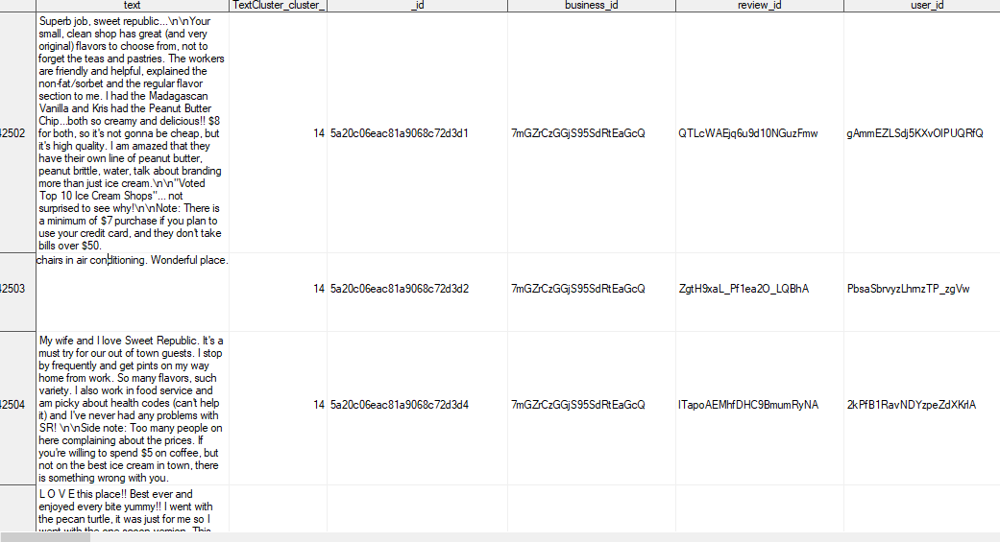 text TextCluster_cluster_ _id business_id review_id user_id
Superb job, sweet republic...\n\nYour
small, clean shop has great (and very
original) flavors to choose from, not to
forget the teas and pastries. The workers
are friendly and helpful, explained the
non-fat/sorbet and the regular flavor
section to me. I had the Madagascan
Vanilla and Kris had the Peanut Butter
Chip...both so creamy and delicious!! $8
for both, so it's not gonna be cheap, but
it's high quality. I am amazed that they
have their own line of peanut butter,
peanut brittle, water, talk about branding
more than just ice cream.\n\n"Voted
Top 10 Ice Cream Shops"... not
surprised to see why!\n\nNote: There is
a minimum of $7 purchase if you plan to
use your credit card, and they don't take
bills over $50.
2502 14 5a20c06eac81a9068c72d3d1 7mGZrCzGGjS95SdRtEaGcQ QTLcWAEjq6u9d10NGuzFmw gAmmEZLSdj5KXvOlPUQRfQ
chairs in air conditioning. Wonderful place.
2503 14 5a20c06eac81a9068c72d3d2 7mGZrCzGGjS95SdRtEaGcQ ZgtH9xaL_Pf1ea2O_LQBhA PbsaSbrvyzLhrnzTP_zgVw
My wife and I love Sweet Republic. It's a
must try for our out of town guests. I stop
by frequently and get pints on my way
home from work. So many flavors, such
variety. I also work in food service and
am picky about health codes (can't help
it) and I've never had any problems with
SR! \n\nSide note: Too many people on
here complaining about the prices. If
you're willing to spend $5 on coffee, but
not on the best ice cream in town, there
is something wrong with you.
2504 14 5a20c06eac81a9068c72d3d4 7mGZrCzGGjS95SdRtEaGcQ lTapoAEMhfDHC9BmumRyNA 2kPfB1RavNDYzpeZdXKrlA
L O V E this place!! Best ever and
enjoyed every bite yummy!! I went with
the pecan turtle, it was just for me so I
went with the one scoop version. This